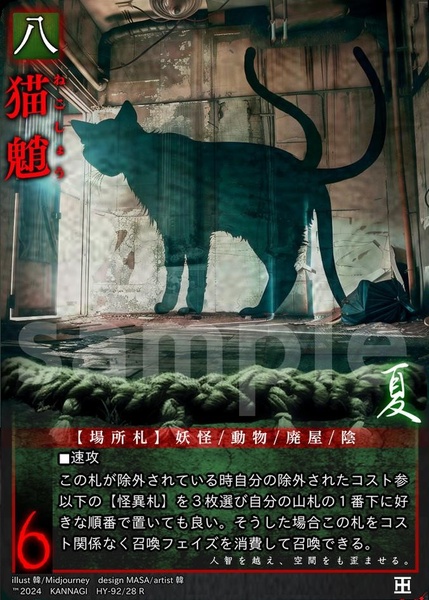 八
猫魈
ねこしょう
sample
夏
【場所札】妖怪/動物/廃屋/陰
■速攻
この札が除外されている時自分の除外されたコスト参
以下の【怪異札】を３枚選び自分の山札の１番下に好
きな順番で置いても良い。そうした場合この札をコス
ト関係なく召喚フェイズを消費して召喚できる。
6
人智を越え、空間をも歪ませる。
illust 韓/Midjourney design MASA/artist 韓
™2024 KANNAGI HY-92/28 R